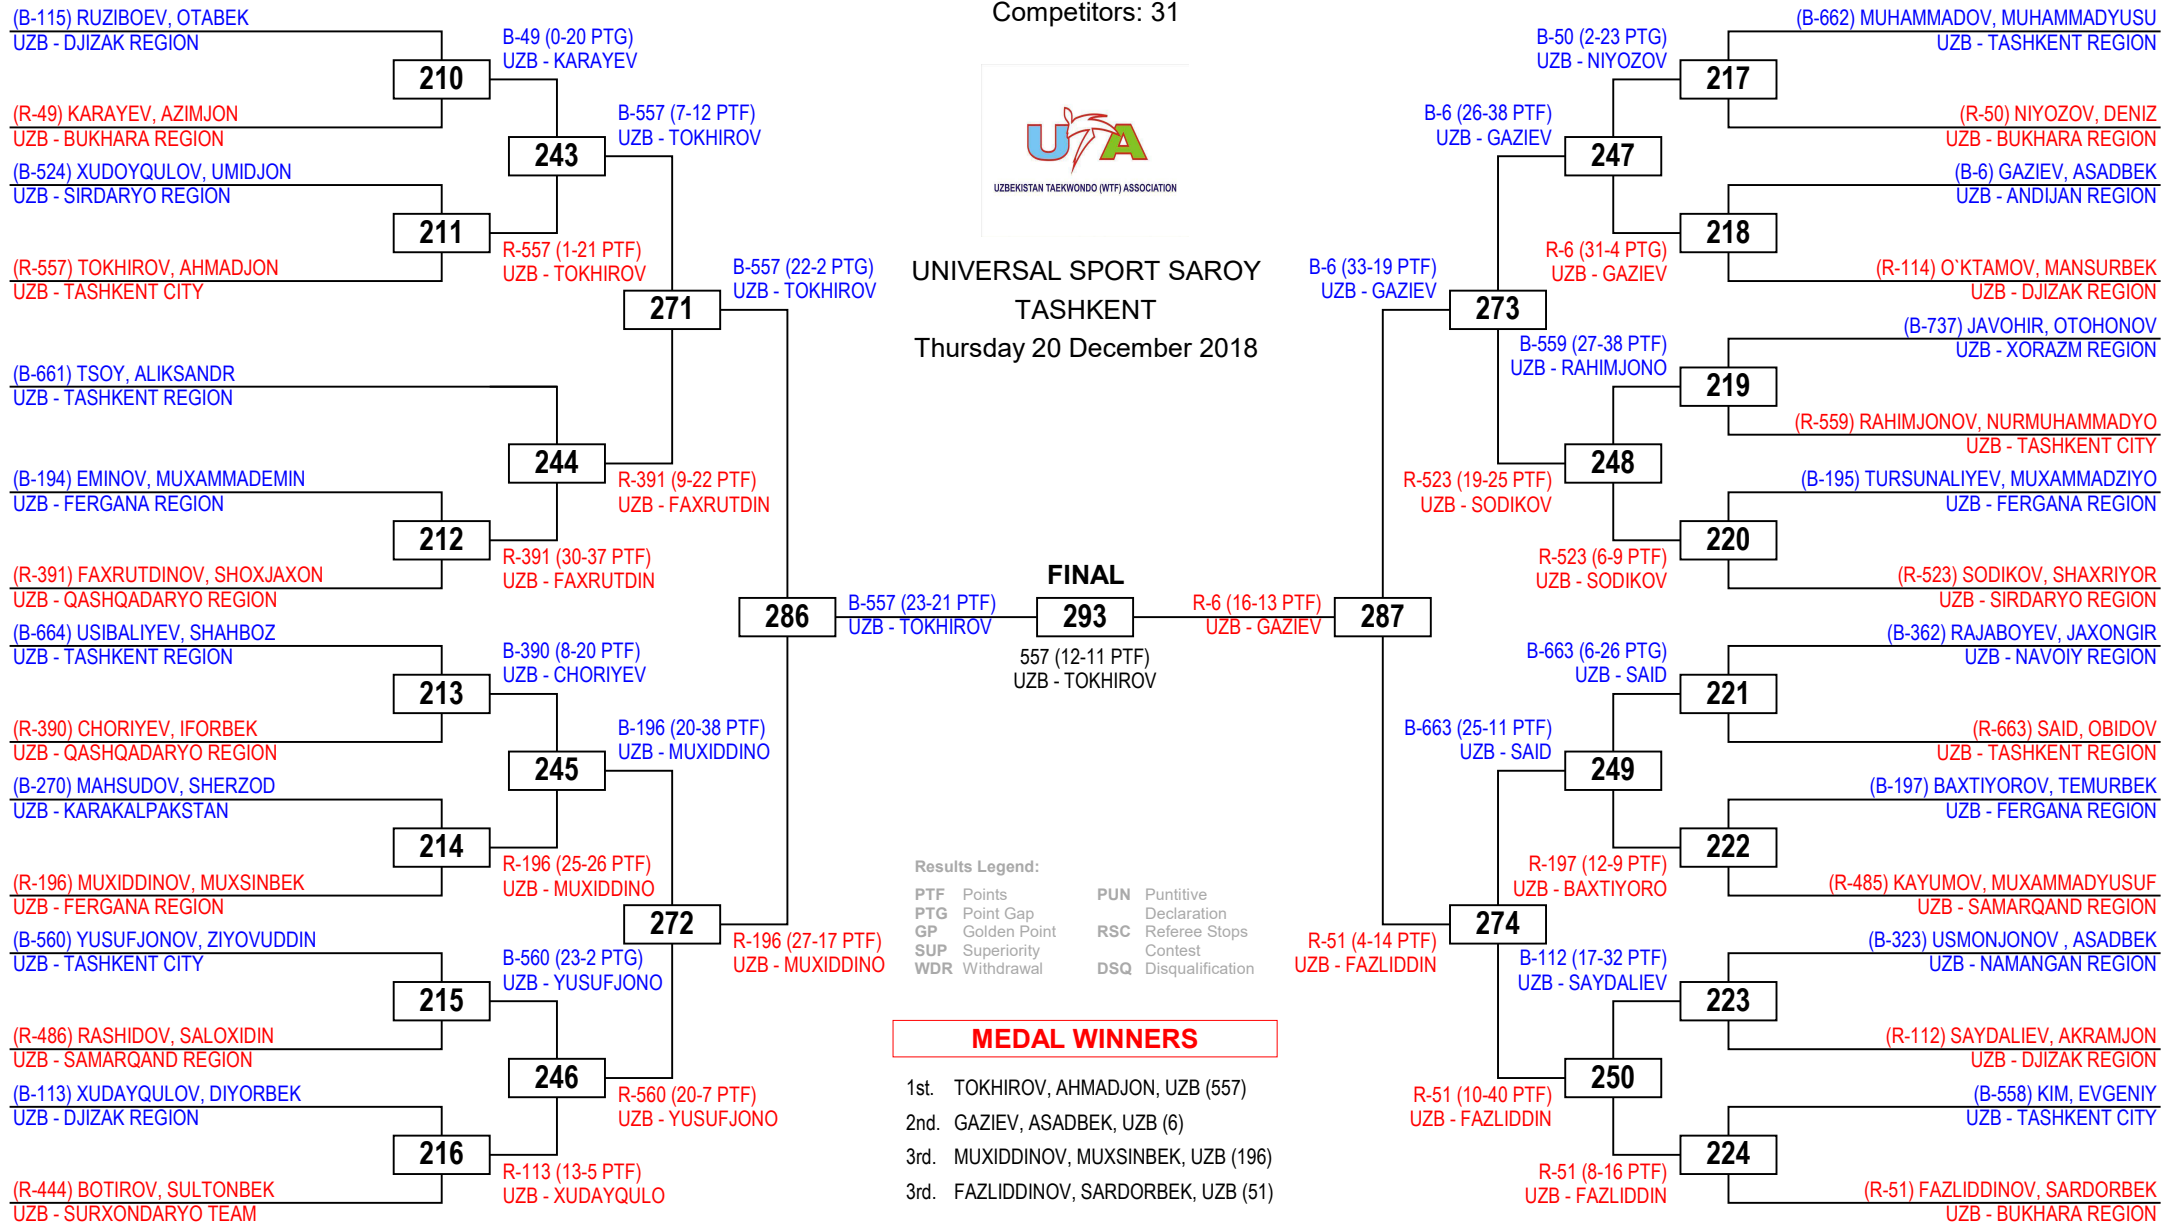 Competitors: 31
UZBEKISTAN TAEKWONDO (WTF) ASSOCIATION
UNIVERSAL SPORT SAROY
TASHKENT
Thursday 20 December 2018
(B-115) RUZIBOEV, OTABEK
UZB - DJIZAK REGION
210
(R-49) KARAYEV, AZIMJON
UZB - BUKHARA REGION
(B-524) XUDOYQULOV, UMIDJON
UZB - SIRDARYO REGION
211
(R-557) TOKHIROV, AHMADJON
UZB - TASHKENT CITY
(B-661) TSOY, ALIKSANDR
UZB - TASHKENT REGION
(B-194) EMINOV, MUXAMMADEMIN
UZB - FERGANA REGION
212
(R-391) FAXRUTDINOV, SHOXJAXON
UZB - QASHQADARYO REGION
(B-664) USIBALIYEV, SHAHBOZ
UZB - TASHKENT REGION
213
(R-390) CHORIYEV, IFORBEK
UZB - QASHQADARYO REGION
(B-270) MAHSUDOV, SHERZOD
UZB - KARAKALPAKSTAN
214
(R-196) MUXIDDINOV, MUXSINBEK
UZB - FERGANA REGION
(B-560) YUSUFJONOV, ZIYOVUDDIN
UZB - TASHKENT CITY
215
(R-486) RASHIDOV, SALOXIDIN
UZB - SAMARQAND REGION
(B-113) XUDAYQULOV, DIYORBEK
UZB - DJIZAK REGION
216
(R-444) BOTIROV, SULTONBEK
UZB - SURXONDARYO TEAM
B-49 (0-20 PTG)
UZB - KARAYEV
243
R-557 (1-21 PTF)
UZB - TOKHIROV
244
R-391 (30-37 PTF)
UZB - FAXRUTDIN
B-390 (8-20 PTF)
UZB - CHORIYEV
245
R-196 (25-26 PTF)
UZB - MUXIDDINO
B-560 (23-2 PTG)
UZB - YUSUFJONO
246
R-113 (13-5 PTF)
UZB - XUDAYQULO
B-557 (7-12 PTF)
UZB - TOKHIROV
271
R-391 (9-22 PTF)
UZB - FAXRUTDIN
B-196 (20-38 PTF)
UZB - MUXIDDINO
272
R-560 (20-7 PTF)
UZB - YUSUFJONO
B-557 (22-2 PTG)
UZB - TOKHIROV
286
R-196 (27-17 PTF)
UZB - MUXIDDINO
B-557 (23-21 PTF)
UZB - TOKHIROV
FINAL
293
557 (12-11 PTF)
UZB - TOKHIROV
R-6 (16-13 PTF)
UZB - GAZIEV
287
B-6 (33-19 PTF)
UZB - GAZIEV
R-51 (4-14 PTF)
UZB - FAZLIDDIN
B-6 (26-38 PTF)
UZB - GAZIEV
273
R-523 (19-25 PTF)
UZB - SODIKOV
B-663 (25-11 PTF)
UZB - SAID
274
R-51 (10-40 PTF)
UZB - FAZLIDDIN
B-50 (2-23 PTG)
UZB - NIYOZOV
247
R-6 (31-4 PTG)
UZB - GAZIEV
B-559 (27-38 PTF)
UZB - RAHIMJONO
248
R-523 (6-9 PTF)
UZB - SODIKOV
B-663 (6-26 PTG)
UZB - SAID
249
R-197 (12-9 PTF)
UZB - BAXTIYORO
B-112 (17-32 PTF)
UZB - SAYDALIEV
250
R-51 (8-16 PTF)
UZB - FAZLIDDIN
(B-662) MUHAMMADOV, MUHAMMADYUSU
UZB - TASHKENT REGION
217
(R-50) NIYOZOV, DENIZ
UZB - BUKHARA REGION
(B-6) GAZIEV, ASADBEK
UZB - ANDIJAN REGION
218
(R-114) O`KTAMOV, MANSURBEK
UZB - DJIZAK REGION
(B-737) JAVOHIR, OTOHONOV
UZB - XORAZM REGION
219
(R-559) RAHIMJONOV, NURMUHAMMADYO
UZB - TASHKENT CITY
(B-195) TURSUNALIYEV, MUXAMMADZIYO
UZB - FERGANA REGION
220
(R-523) SODIKOV, SHAXRIYOR
UZB - SIRDARYO REGION
(B-362) RAJABOYEV, JAXONGIR
UZB - NAVOIY REGION
221
(R-663) SAID, OBIDOV
UZB - TASHKENT REGION
(B-197) BAXTIYOROV, TEMURBEK
UZB - FERGANA REGION
222
(R-485) KAYUMOV, MUXAMMADYUSUF
UZB - SAMARQAND REGION
(B-323) USMONJONOV , ASADBEK
UZB - NAMANGAN REGION
223
(R-112) SAYDALIEV, AKRAMJON
UZB - DJIZAK REGION
(B-558) KIM, EVGENIY
UZB - TASHKENT CITY
224
(R-51) FAZLIDDINOV, SARDORBEK
UZB - BUKHARA REGION
Results Legend:
PTF Points
PTG Point Gap
GP Golden Point
SUP Superiority
WDR Withdrawal
PUN Puntitive
Declaration
RSC Referee Stops
Contest
DSQ Disqualification
MEDAL WINNERS
1st. TOKHIROV, AHMADJON, UZB (557)
2nd. GAZIEV, ASADBEK, UZB (6)
3rd. MUXIDDINOV, MUXSINBEK, UZB (196)
3rd. FAZLIDDINOV, SARDORBEK, UZB (51)